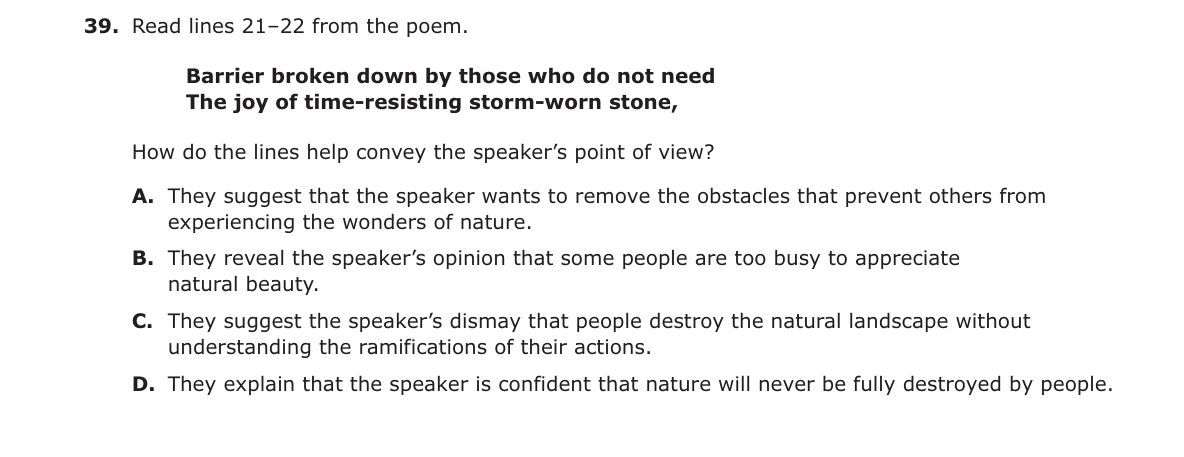 39. Read lines 21–22 from the poem.
Barrier broken down by those who do not need
The joy of time-resisting storm-worn stone,
How do the lines help convey the speaker’s point of view?
A. They suggest that the speaker wants to remove the obstacles that prevent others from
experiencing the wonders of nature.
B. They reveal the speaker’s opinion that some people are too busy to appreciate
natural beauty.
C. They suggest the speaker’s dismay that people destroy the natural landscape without
understanding the ramifications of their actions.
D. They explain that the speaker is confident that nature will never be fully destroyed by people.